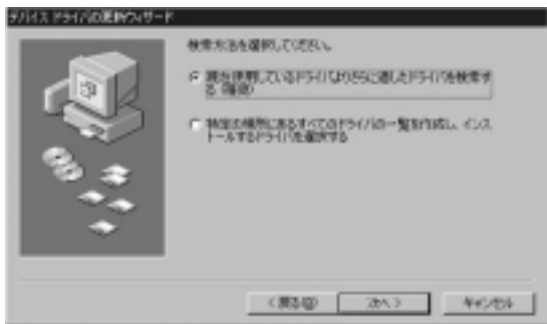 デバイス ドライバの更新ウィザード
検索方法を選択してください。
現在使用しているドライバよりさらに適したドライバを検索す
る (推奨)
特定の場所にあるすべてのドライバの一覧を作成し、インス
トールするドライバを選択する
< 戻る(B)
次へ >
キャンセル